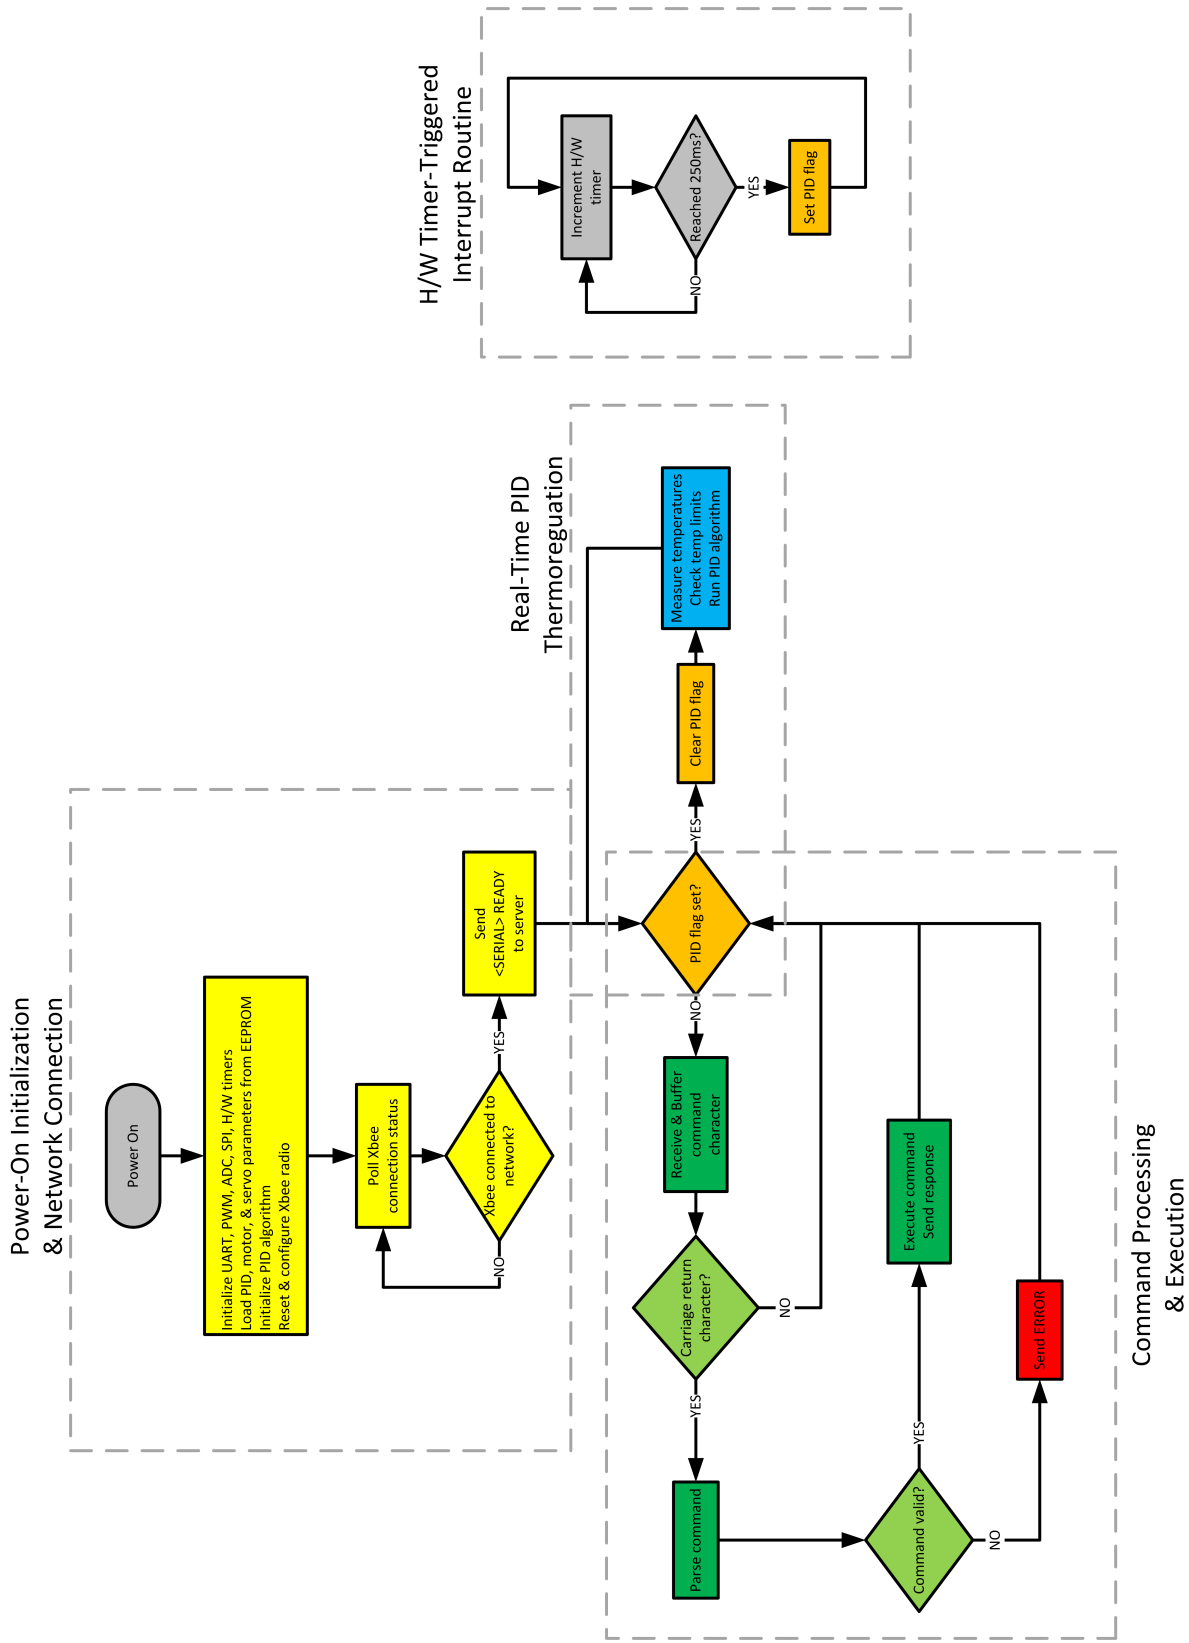 Power-On Initialization
& Network Connection
Power On
Initialize UART, PWM, ADC, SPI, H/W timers
Load PID, motor, & servo parameters from EEPROM
Initialize PID algorithm
Reset & configure Xbee radio
Poll Xbee
connection status
Xbee connected to
network?
NO
YES
Send
<SERIAL> READY
to server
Real-Time PID
Thermoreguation
PID flag set?
YES
Clear PID flag
Measure temperatures
Check temp limits
Run PID algorithm
NO
Receive & Buffer
command
character
Carriage return
character?
NO
YES
Parse command
Command valid?
YES
Execute command
Send response
NO
Send ERROR
Command Processing
& Execution
H/W Timer-Triggered
Interrupt Routine
Increment H/W
timer
Reached 250ms?
NO
YES
Set PID flag